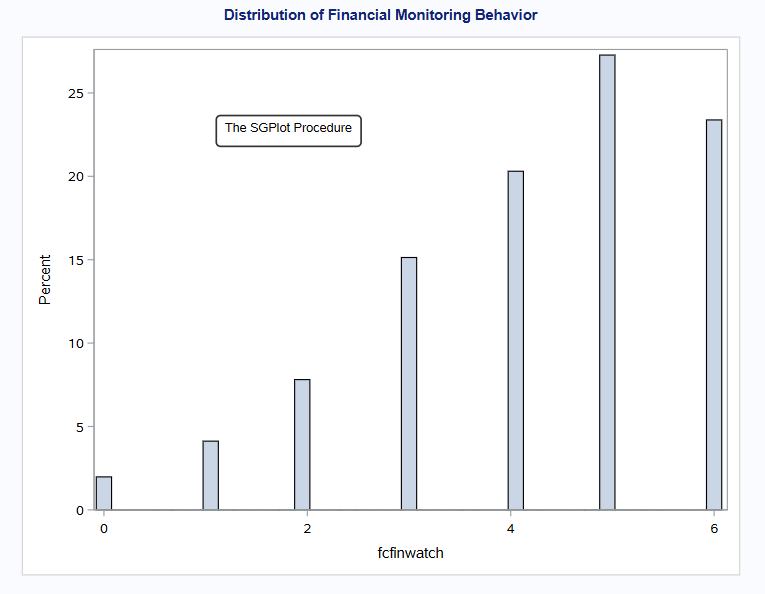 Distribution of Financial Monitoring Behavior
The SGPlot Procedure
25
20
15
10
5
0
Percent
0 2 4 6
fcfinwatch